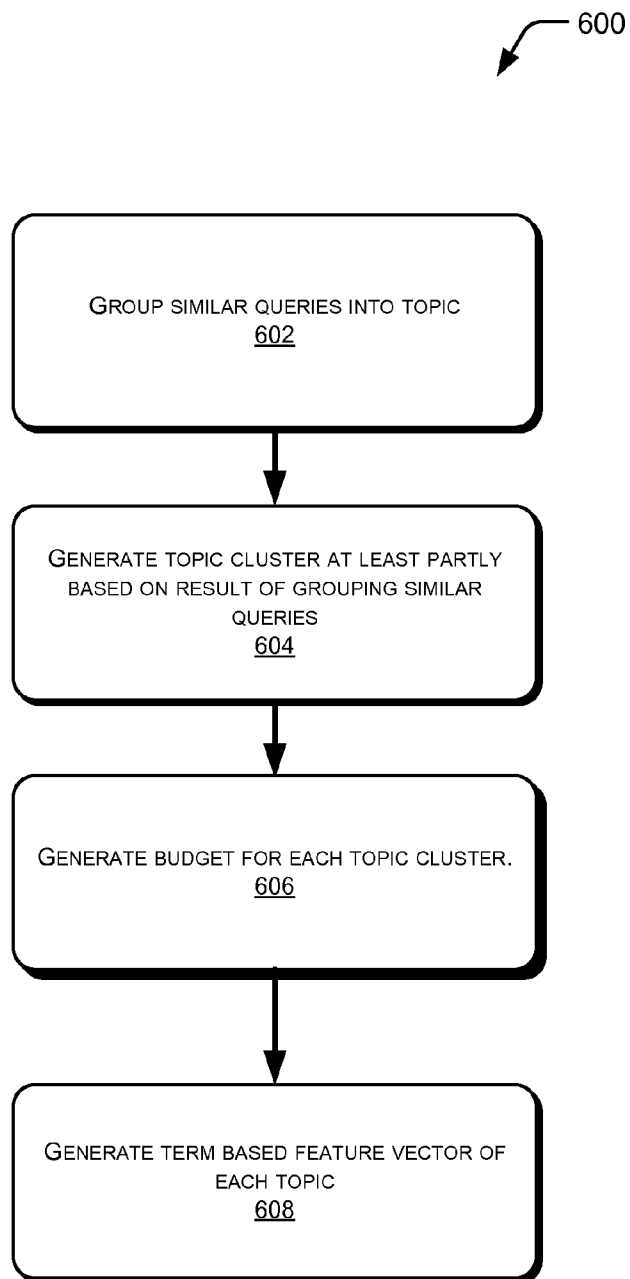 600
GROUP SIMILAR QUERIES INTO TOPIC
602
GENERATE TOPIC CLUSTER AT LEAST PARTLY
BASED ON RESULT OF GROUPING SIMILAR
QUERIES
604
GENERATE BUDGET FOR EACH TOPIC CLUSTER.
606
GENERATE TERM BASED FEATURE VECTOR OF
EACH TOPIC
608